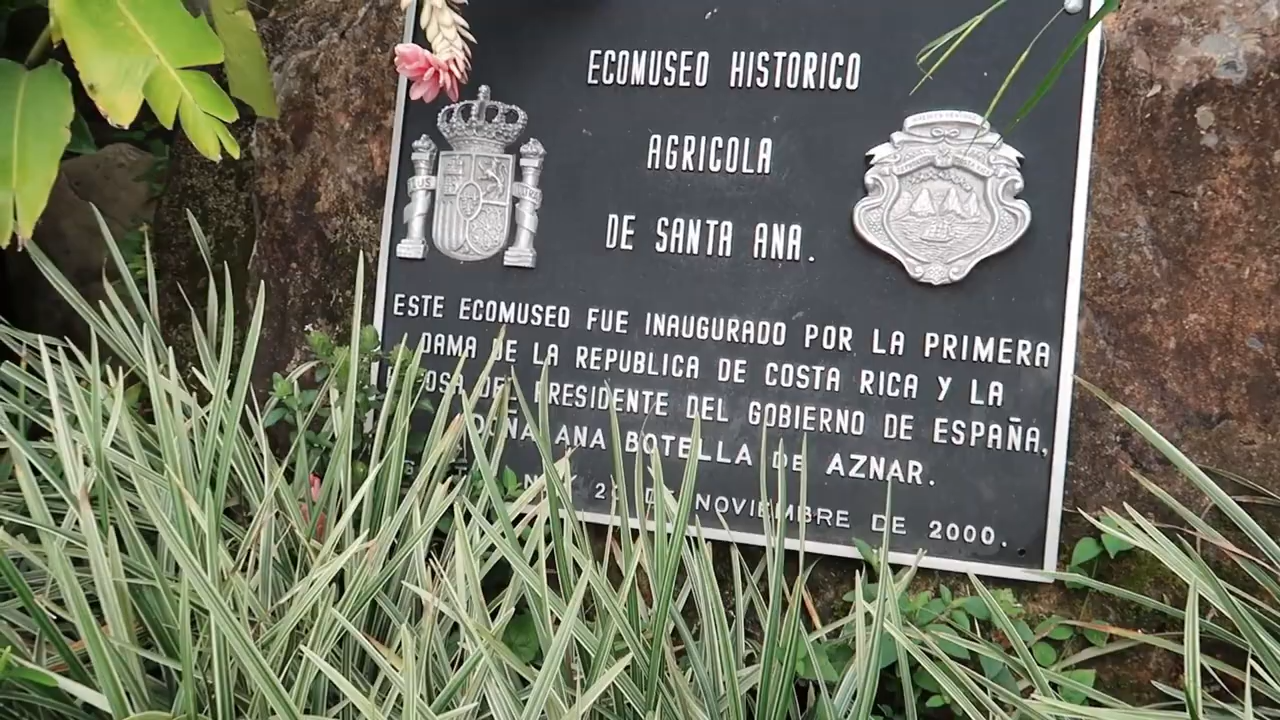 ECOMUSEO HISTORICO
AGRICOLA
DE SANTA ANA.
ESTE ECOMUSEO FUE INAUGURADO POR LA PRIMERA
DAMA DE LA REPUBLICA DE COSTA RICA Y LA
DEL PRESIDENTE DEL GOBIERNO DE ESPAÑA,
DOÑA ANA BOTELLA DE AZNAR.
DE NOVIEMBRE DE 2000.